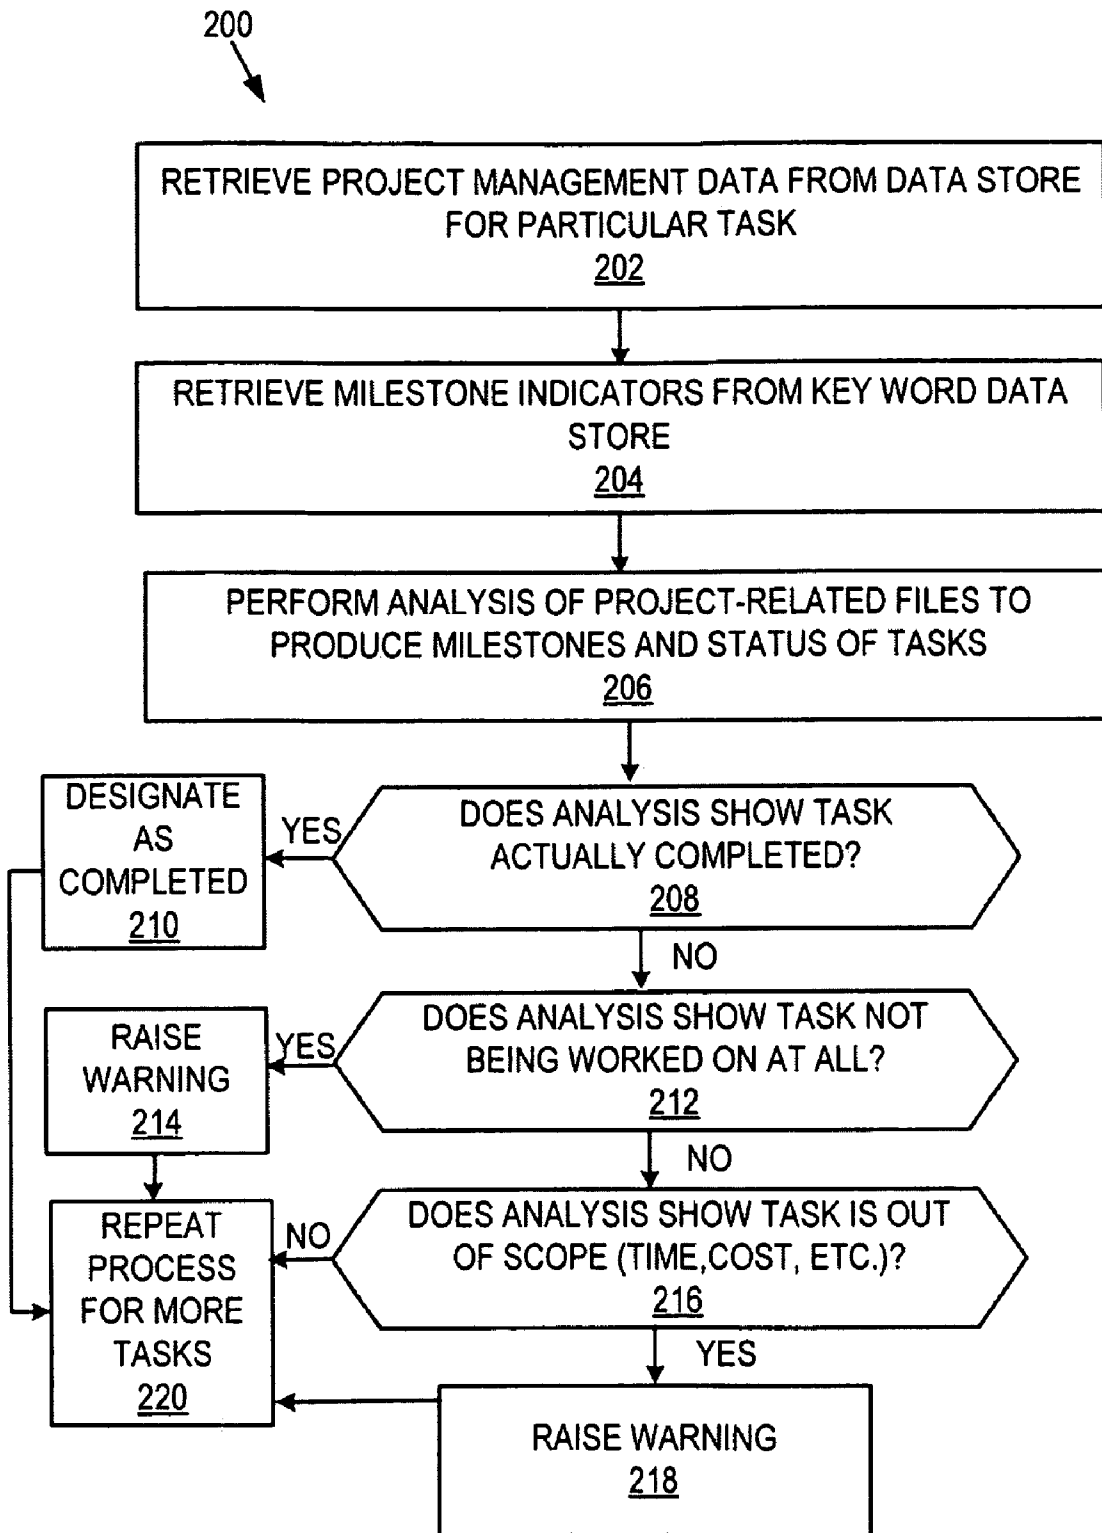 200
RETRIEVE PROJECT MANAGEMENT DATA FROM DATA STORE
FOR PARTICULAR TASK
202
RETRIEVE MILESTONE INDICATORS FROM KEY WORD DATA
STORE
204
PERFORM ANALYSIS OF PROJECT-RELATED FILES TO
PRODUCE MILESTONES AND STATUS OF TASKS
206
DOES ANALYSIS SHOW TASK
ACTUALLY COMPLETED?
208
YES
DESIGNATE
AS
COMPLETED
210
NO
DOES ANALYSIS SHOW TASK NOT
BEING WORKED ON AT ALL?
212
YES
RAISE
WARNING
214
NO
DOES ANALYSIS SHOW TASK IS OUT
OF SCOPE (TIME,COST, ETC.)?
216
NO
REPEAT
PROCESS
FOR MORE
TASKS
220
YES
RAISE WARNING
218